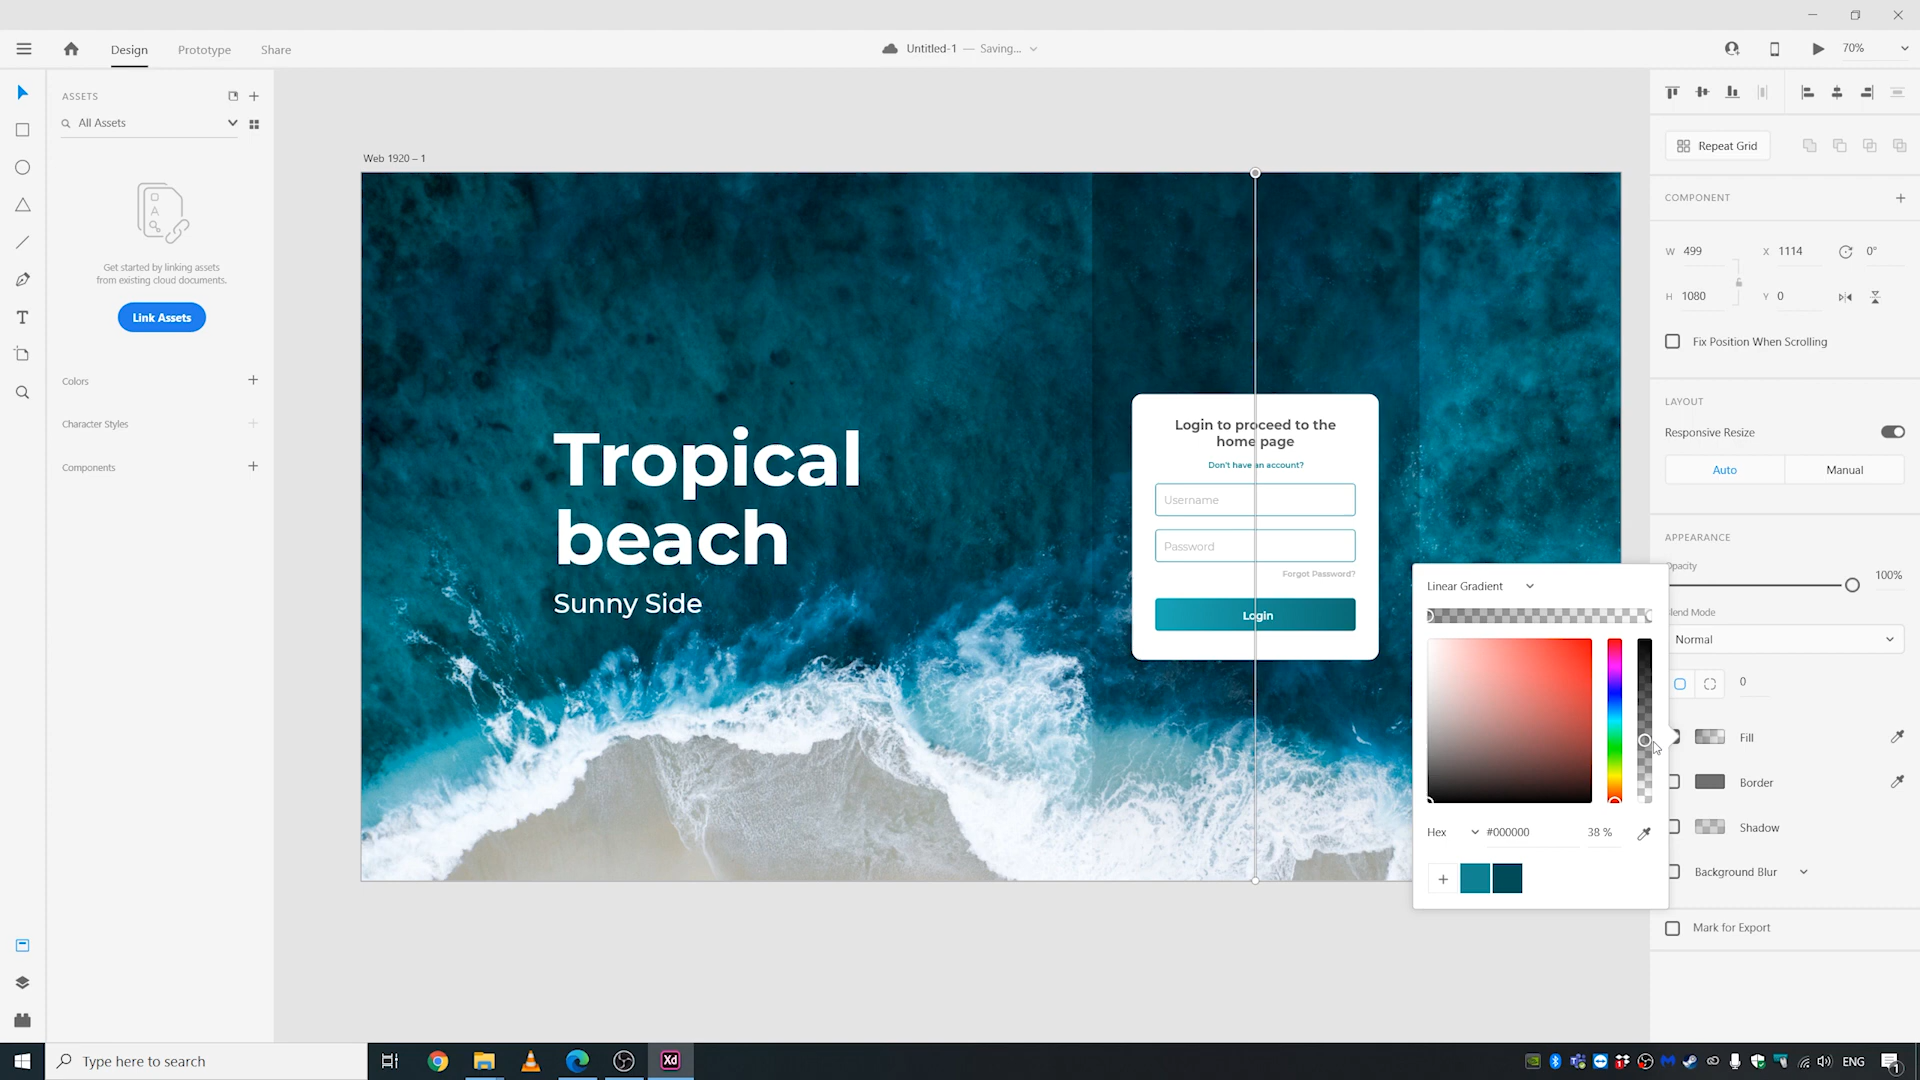 Design
Prototype
Share
Untitled-1 — Saving...
70%
ASSETS
All Assets
Get started by linking assets
from existing cloud documents.
Link Assets
Colors
Character Styles
Components
Web 1920 – 1
Tropical
beach
Sunny Side
Login to proceed to the
home page
Don't have an account?
Username
Password
Forgot Password?
Login
Linear Gradient
Hex
#000000
38 %
Repeat Grid
COMPONENT
W 499
X 1114
0°
H 1080
Y 0
Fix Position When Scrolling
LAYOUT
Responsive Resize
Auto
Manual
APPEARANCE
100%
Normal
0
Fill
Border
Shadow
Background Blur
Mark for Export
Type here to search
Xd
ENG
1